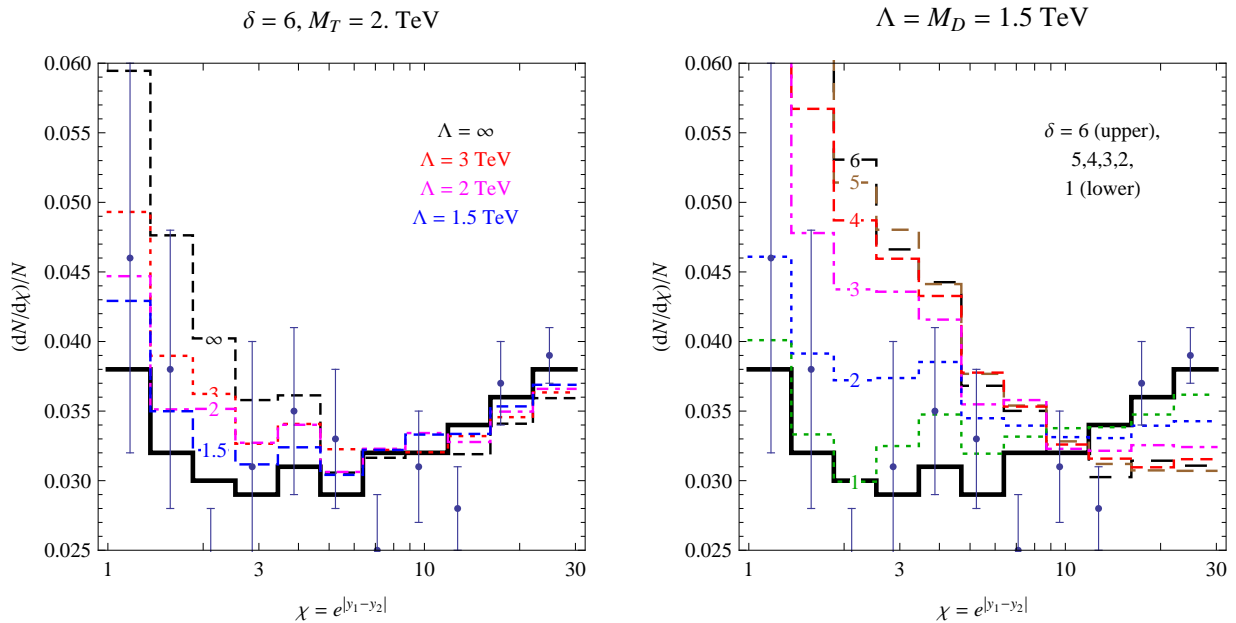 δ = 6, M_T = 2. TeV
0.060
0.055
0.050
0.045
0.040
0.035
0.030
0.025
(dN/dχ)/N
Λ = ∞
Λ = 3 TeV
Λ = 2 TeV
Λ = 1.5 TeV
∞
3
2
1.5
1
3
10
30
χ = e^|y₁−y₂|
Λ = M_D = 1.5 TeV
0.060
0.055
0.050
0.045
0.040
0.035
0.030
0.025
(dN/dχ)/N
δ = 6 (upper),
5,4,3,2,
1 (lower)
6
5
4
3
2
1
1
3
10
30
χ = e^|y₁−y₂|